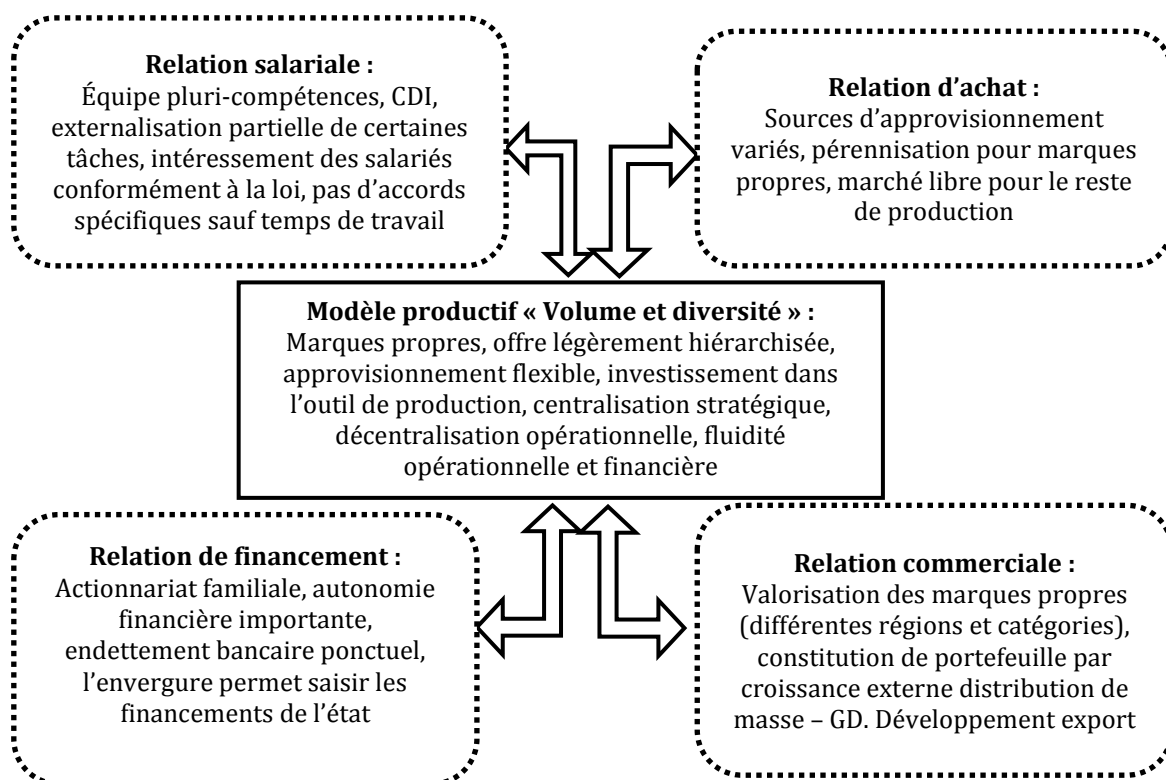 Relation salariale :
Équipe pluri-compétences, CDI,
externalisation partielle de certaines
tâches, intéressement des salariés
conformément à la loi, pas d’accords
spécifiques sauf temps de travail
Relation d’achat :
Sources d’approvisionnement
variés, pérennisation pour marques
propres, marché libre pour le reste
de production
Modèle productif « Volume et diversité » :
Marques propres, offre légèrement hiérarchisée,
approvisionnement flexible, investissement dans
l’outil de production, centralisation stratégique,
décentralisation opérationnelle, fluidité
opérationnelle et financière
Relation de financement :
Actionnariat familiale, autonomie
financière importante,
endettement bancaire ponctuel,
l’envergure permet saisir les
financements de l’état
Relation commerciale :
Valorisation des marques propres
(différentes régions et catégories),
constitution de portefeuille par
croissance externe distribution de
masse – GD. Développement export